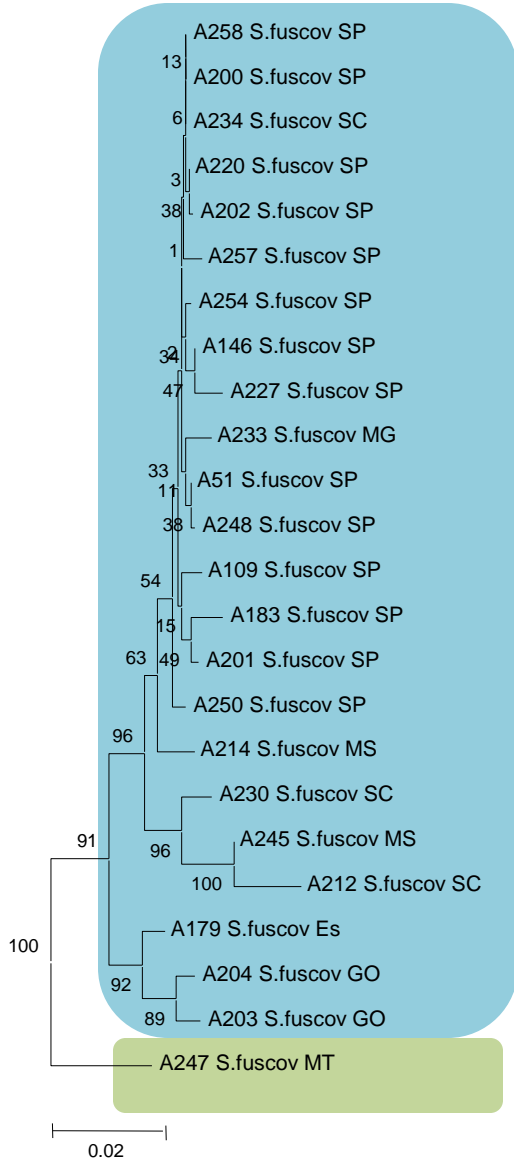 A258 S.fuscov SP
13
A200 S.fuscov SP
6
A234 S.fuscov SC
A220 S.fuscov SP
3
38
A202 S.fuscov SP
1
A257 S.fuscov SP
A254 S.fuscov SP
2
34
A146 S.fuscov SP
47
A227 S.fuscov SP
A233 S.fuscov MG
33
A51 S.fuscov SP
11
38
A248 S.fuscov SP
A109 S.fuscov SP
54
A183 S.fuscov SP
15
63
49
A201 S.fuscov SP
A250 S.fuscov SP
96
A214 S.fuscov MS
A230 S.fuscov SC
91
96
A245 S.fuscov MS
100
A212 S.fuscov SC
A179 S.fuscov Es
100
A204 S.fuscov GO
92
89
A203 S.fuscov GO
A247 S.fuscov MT
0.02